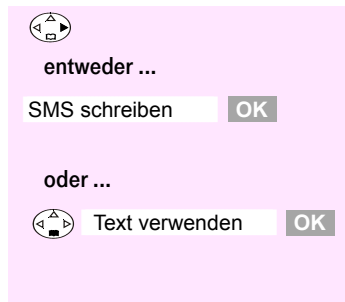 entweder ...
SMS schreiben OK
oder ...
Text verwenden OK